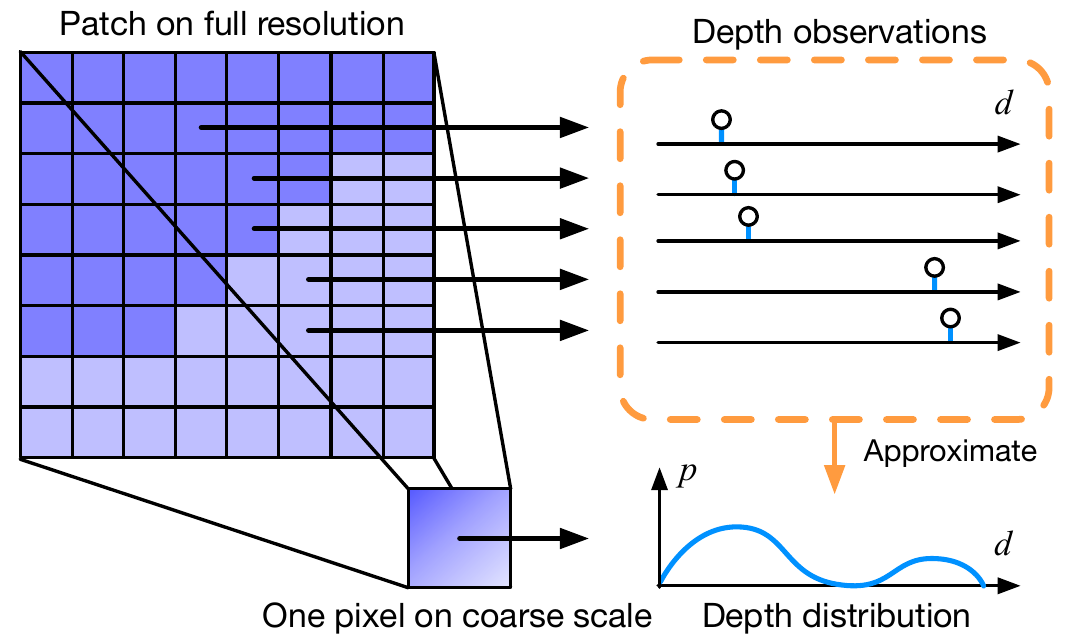 Patch on full resolution
Depth observations
d
Approximate
p
d
One pixel on coarse scale
Depth distribution